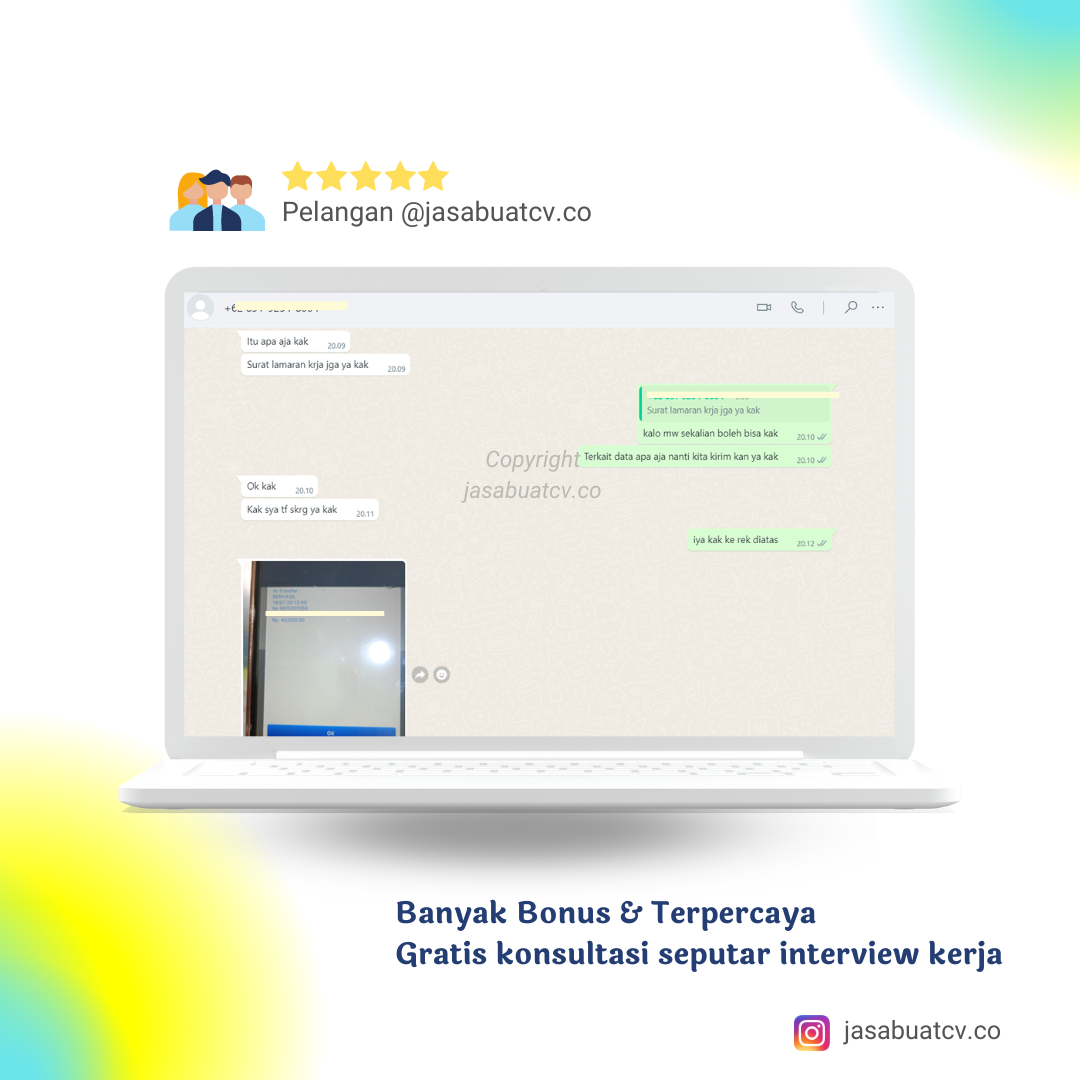 Pelangan @jasabuatcv.co
Itu apa aja kak 20.09
Surat lamaran krja jga ya kak 20.09
Surat lamaran krja jga ya kak
kalo mw sekalian boleh bisa kak 20.10
Terkait data apa aja nanti kita kirim kan ya kak 20.10
Copyright
jasabuatcv.co
Ok kak 20.10
Kak sya tf skrg ya kak 20.11
iya kak ke rek diatas 20.12
OK
Banyak Bonus & Terpercaya
Gratis konsultasi seputar interview kerja
jasabuatcv.co